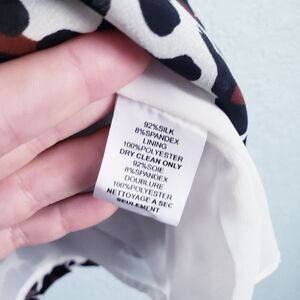 92%SILK
8%SPANDEX
LINING
100%POLYESTER
DRY CLEAN ONLY
92%SOIE
8%SPANDEX
DOUBLURE
100%POLYESTER
NETTOYAGE A SEC
SEULEMENT